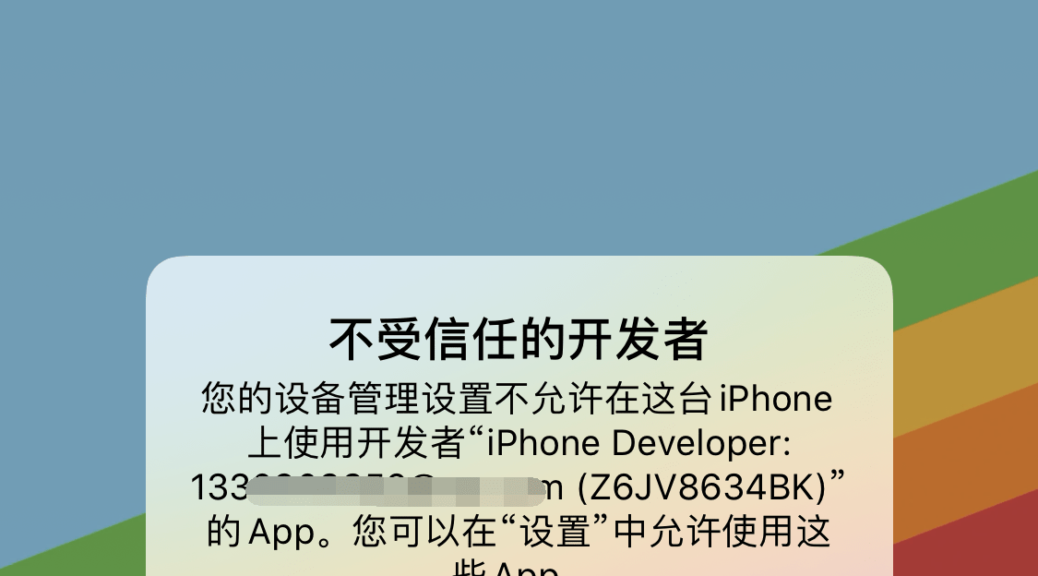 不受信任的开发者
您的设备管理设置不允许在这台 iPhone
上使用开发者“iPhone Developer:
133 m (Z6JV8634BK)”
的 App。您可以在“设置”中允许使用这
些 App